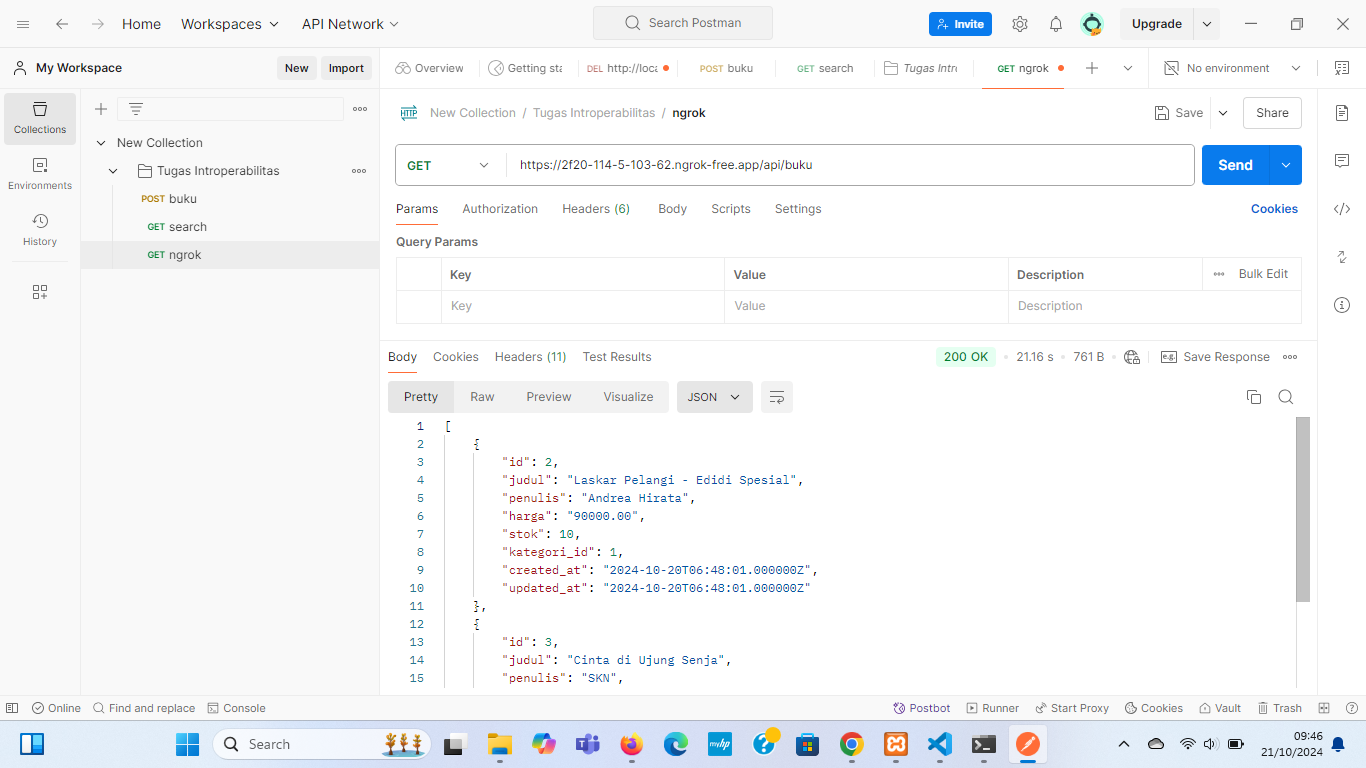 Home Workspaces API Network Search Postman Invite Upgrade
My Workspace New Import Overview Getting sta DEL http://loca POST buku GET search Tugas Intro GET ngrok No environment
Collections
Environments
History
New Collection
Tugas Introperabilitas
POST buku
GET search
GET ngrok
HTTP New Collection / Tugas Introperabilitas / ngrok Save Share
GET https://2f20-114-5-103-62.ngrok-free.app/api/buku Send
Params Authorization Headers (6) Body Scripts Settings Cookies
Query Params
Key Value Description Bulk Edit
Key Value Description
Body Cookies Headers (11) Test Results 200 OK 21.16 s 761 B e.g. Save Response
Pretty Raw Preview Visualize JSON
1 [
2 {
3 "id": 2,
4 "judul": "Laskar Pelangi - Edidi Spesial",
5 "penulis": "Andrea Hirata",
6 "harga": "90000.00",
7 "stok": 10,
8 "kategori_id": 1,
9 "created_at": "2024-10-20T06:48:01.000000Z",
10 "updated_at": "2024-10-20T06:48:01.000000Z"
11 },
12 {
13 "id": 3,
14 "judul": "Cinta di Ujung Senja",
15 "penulis": "SKN",
Online Find and replace Console Postbot Runner Start Proxy Cookies Vault Trash
Search myhp 09:46
21/10/2024